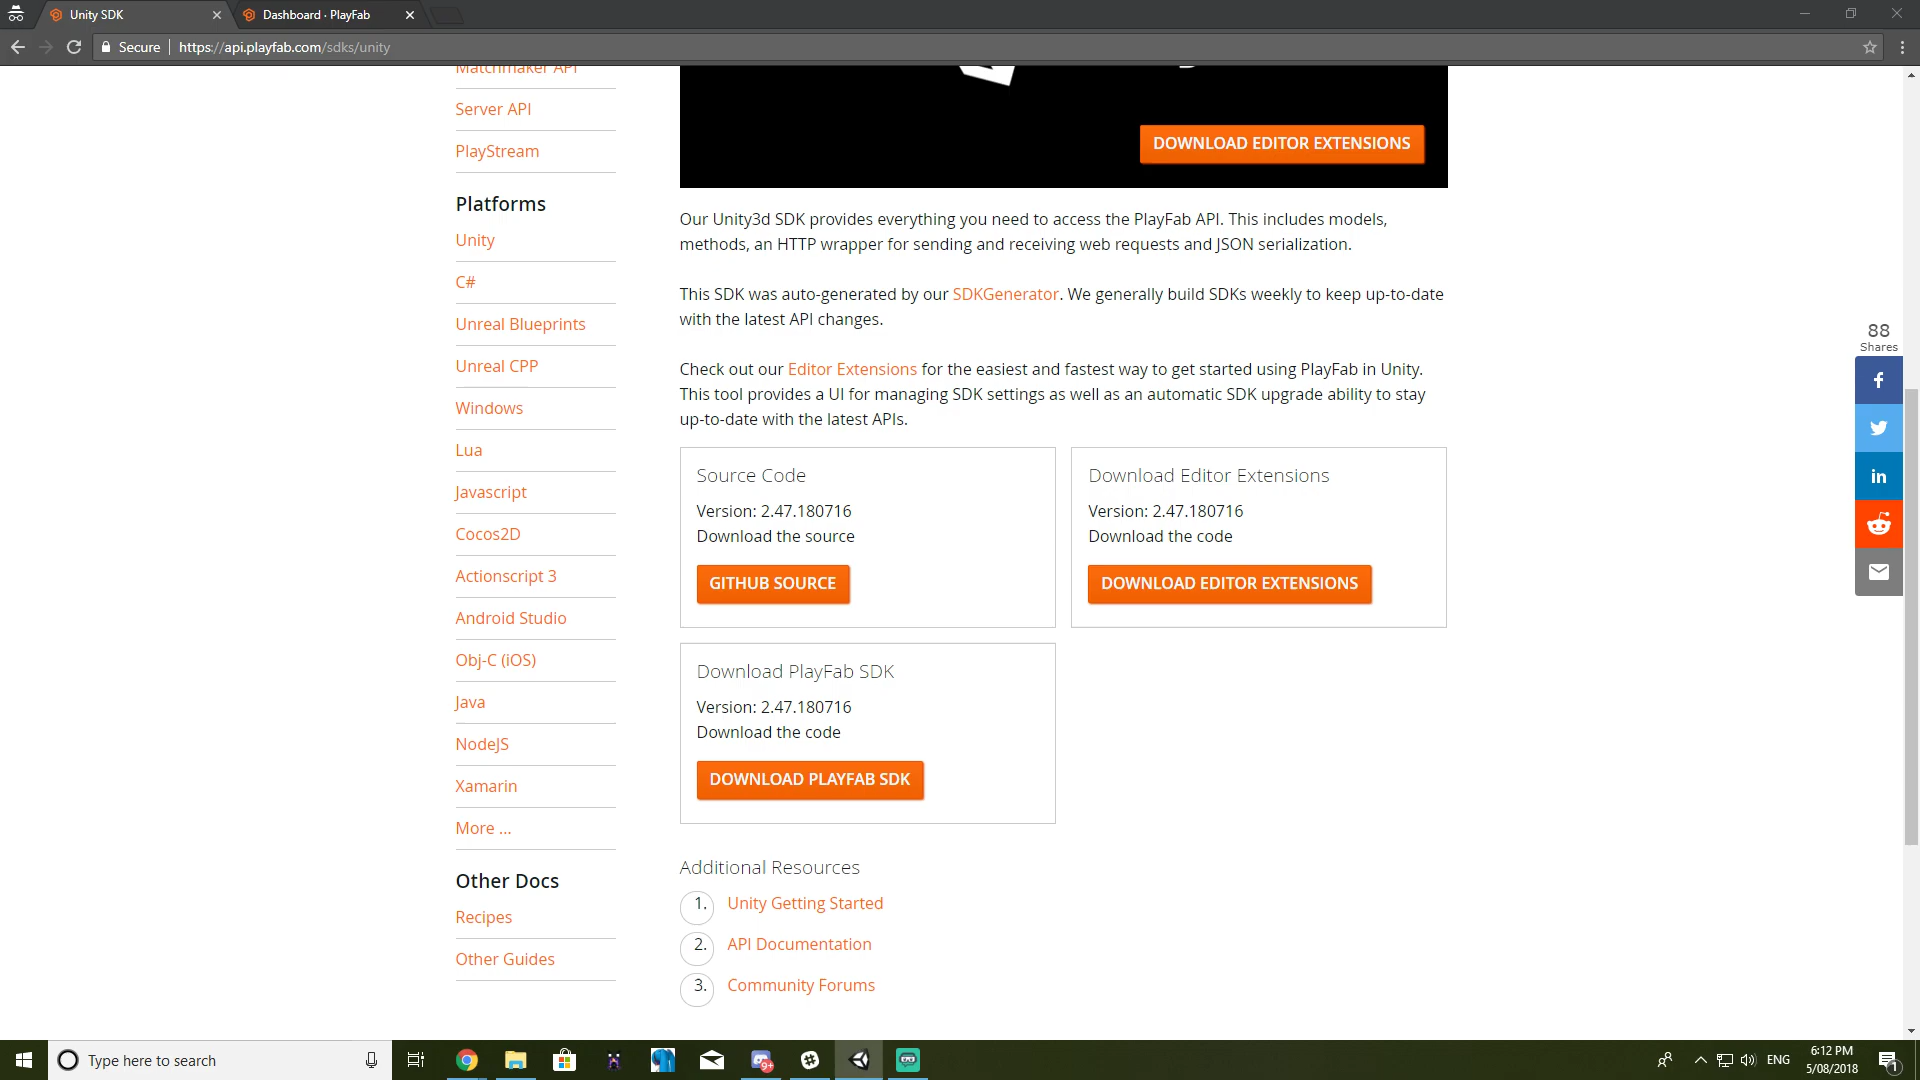 Unity SDK
Dashboard · PlayFab
Secure
https://api.playfab.com/sdks/unity
Matchmaker API
Server API
PlayStream
Platforms
Unity
C#
Unreal Blueprints
Unreal CPP
Windows
Lua
Javascript
Cocos2D
Actionscript 3
Android Studio
Obj-C (iOS)
Java
NodeJS
Xamarin
More ...
Other Docs
Recipes
Other Guides
DOWNLOAD EDITOR EXTENSIONS
Our Unity3d SDK provides everything you need to access the PlayFab API. This includes models,
methods, an HTTP wrapper for sending and receiving web requests and JSON serialization.
This SDK was auto-generated by our SDKGenerator. We generally build SDKs weekly to keep up-to-date
with the latest API changes.
Check out our Editor Extensions for the easiest and fastest way to get started using PlayFab in Unity.
This tool provides a UI for managing SDK settings as well as an automatic SDK upgrade ability to stay
up-to-date with the latest APIs.
Source Code
Version: 2.47.180716
Download the source
GITHUB SOURCE
Download Editor Extensions
Version: 2.47.180716
Download the code
DOWNLOAD EDITOR EXTENSIONS
Download PlayFab SDK
Version: 2.47.180716
Download the code
DOWNLOAD PLAYFAB SDK
Additional Resources
1. Unity Getting Started
2. API Documentation
3. Community Forums
88
Shares
Type here to search
9+
ENG
6:12 PM
5/08/2018
1